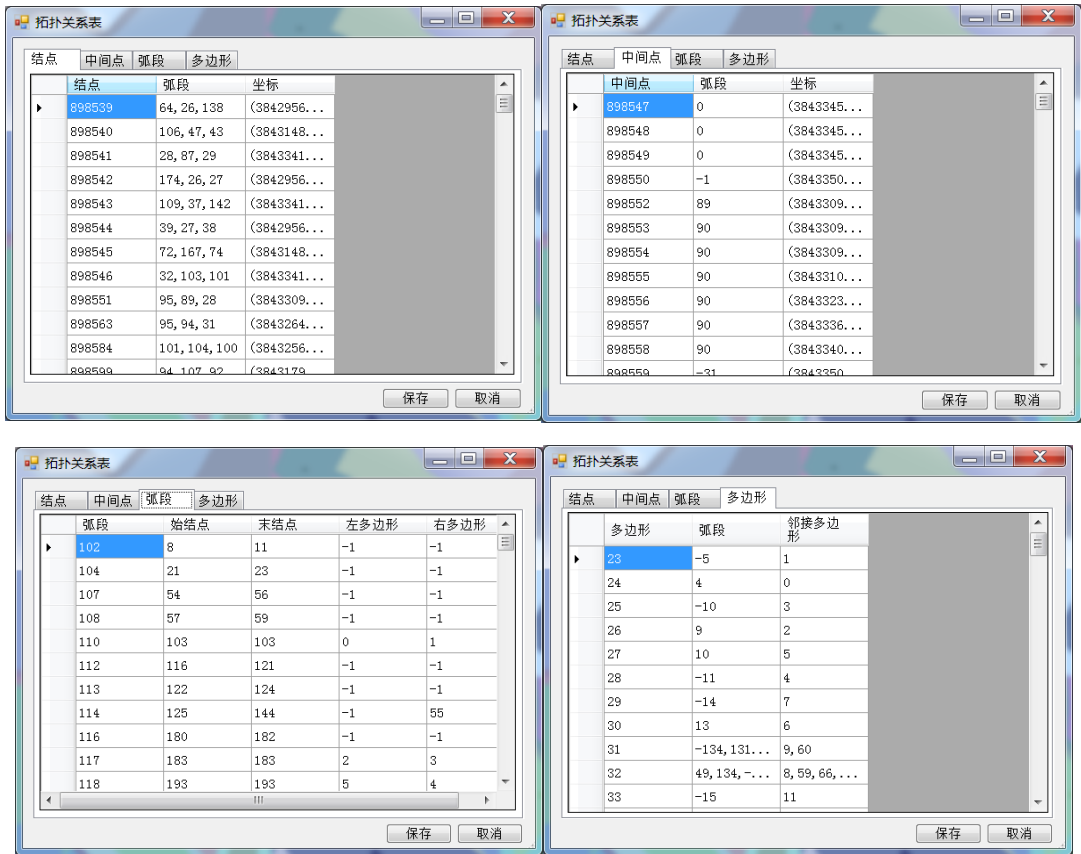 拓扑关系表
结点 中间点 弧段 多边形
结点 弧段 坐标
898539 64, 26, 138 (3842956...
898540 106, 47, 43 (3843148...
898541 28, 87, 29 (3843341...
898542 174, 26, 27 (3842956...
898543 109, 37, 142 (3843341...
898544 39, 27, 38 (3842956...
898545 72, 167, 74 (3843148...
898546 32, 103, 101 (3843341...
898551 95, 89, 28 (3843309...
898563 95, 94, 31 (3843264...
898584 101, 104, 100 (3843256...
898599 94, 107, 92 (3843179
保存 取消
拓扑关系表
结点 中间点 弧段 多边形
中间点 弧段 坐标
898547 0 (3843345...
898548 0 (3843345...
898549 0 (3843345...
898550 -1 (3843350...
898552 89 (3843309...
898553 90 (3843309...
898554 90 (3843309...
898555 90 (3843310...
898556 90 (3843323...
898557 90 (3843336...
898558 90 (3843340...
898559 -31 (3843350
保存 取消
拓扑关系表
结点 中间点 弧段 多边形
弧段 始结点 末结点 左多边形 右多边形
102 8 11 -1 -1
104 21 23 -1 -1
107 54 56 -1 -1
108 57 59 -1 -1
110 103 103 0 1
112 116 121 -1 -1
113 122 124 -1 -1
114 125 144 -1 55
116 180 182 -1 -1
117 183 183 2 3
118 193 193 5 4
保存 取消
拓扑关系表
结点 中间点 弧段 多边形
多边形 弧段 邻接多边
形
23 -5 1
24 4 0
25 -10 3
26 9 2
27 10 5
28 -11 4
29 -14 7
30 13 6
31 -134, 131... 9, 60
32 49, 134, -... 8, 59, 66, ...
33 -15 11
保存 取消